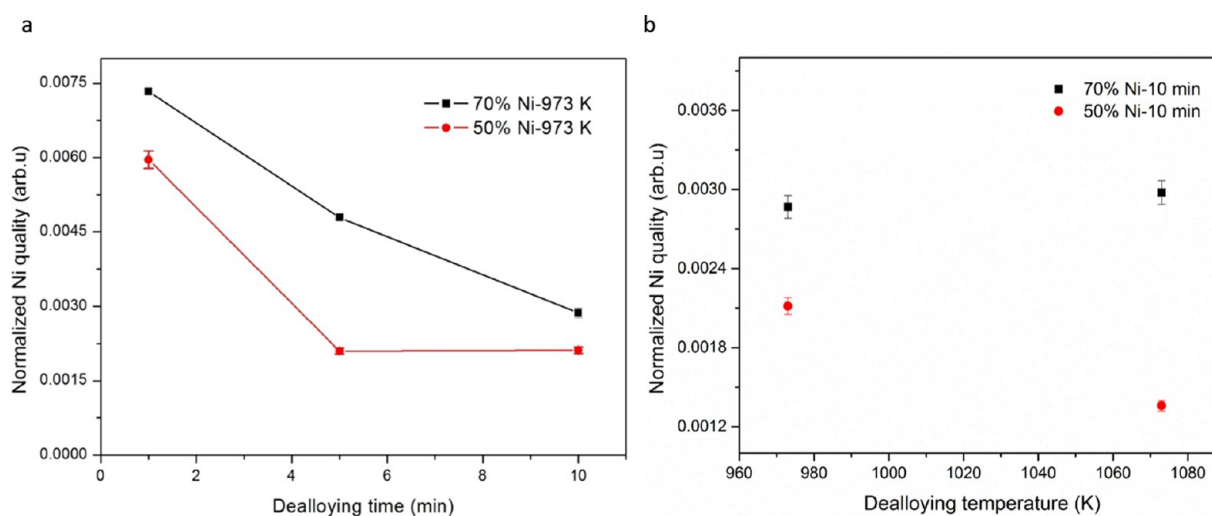 a
Normalized Ni quality (arb.u)
0.0075
0.0060
0.0045
0.0030
0.0015
0.0000
70% Ni-973 K
50% Ni-973 K
0 2 4 6 8 10
Dealloying time (min)
b
Normalized Ni quality (arb.u)
0.0036
0.0030
0.0024
0.0018
0.0012
70% Ni-10 min
50% Ni-10 min
960 980 1000 1020 1040 1060 1080
Dealloying temperature (K)